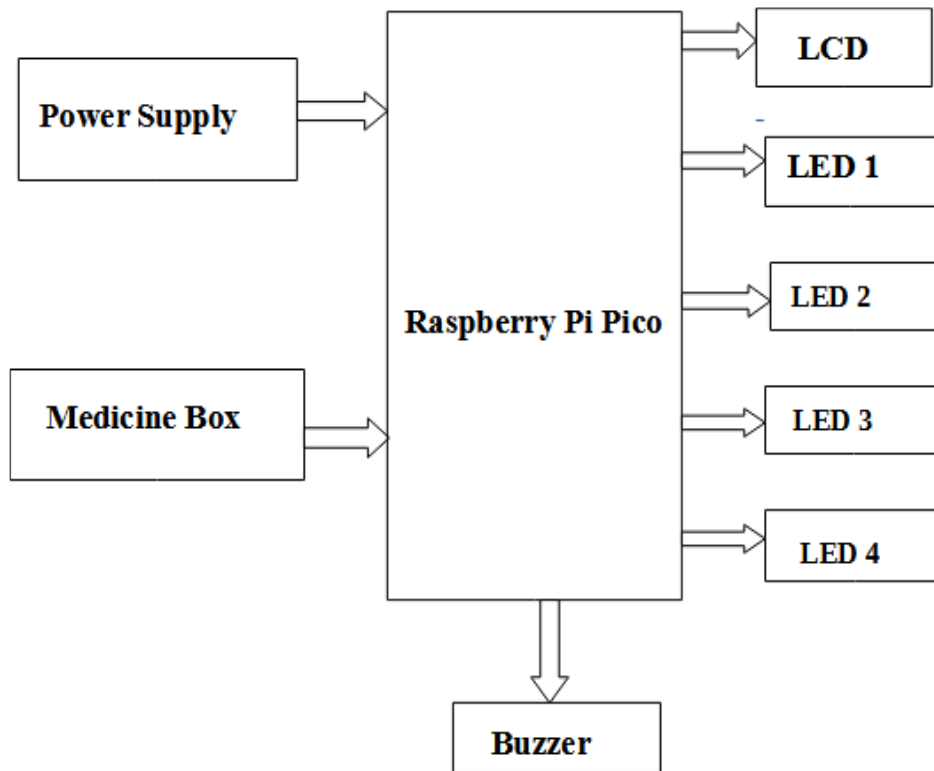 LCD
Power Supply
LED 1
LED 2
Raspberry Pi Pico
Medicine Box
LED 3
LED 4
Buzzer